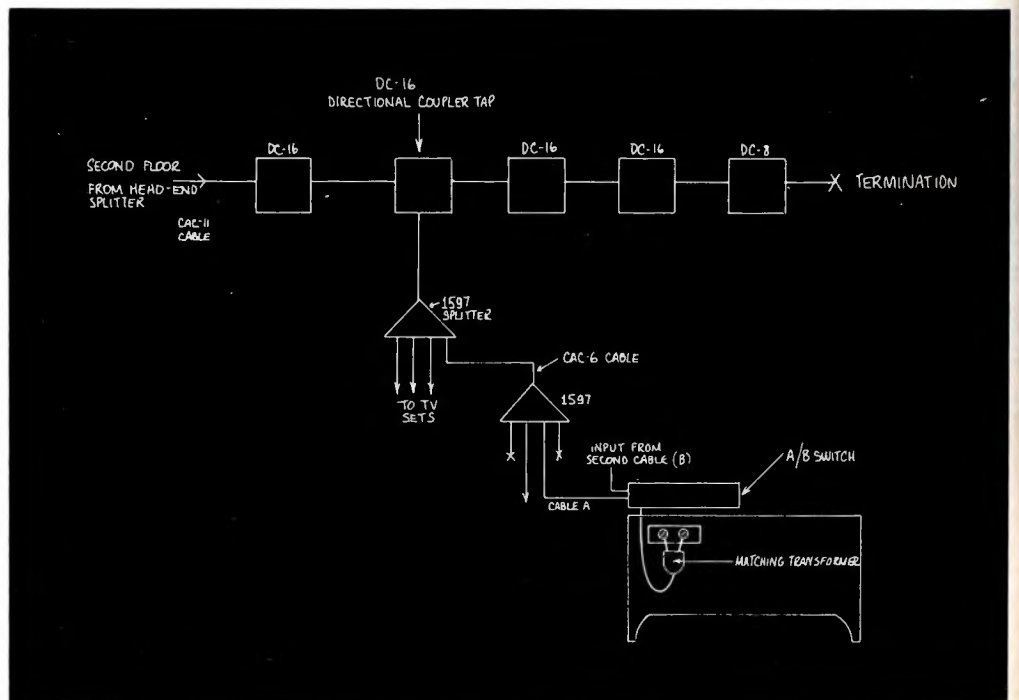 DC-16
DIRECTIONAL COUPLER TAP
DC-16
DC-16
DC-16
DC-8
SECOND FLOOR
FROM HEAD-END
SPLITTER
CAC-11
CABLE
TERMINATION
1597
SPLITTER
TO TV
SETS
CAC-6 CABLE
1597
INPUT FROM
SECOND CABLE (B)
A/B SWITCH
CABLE A
MATCHING TRANSFORMER